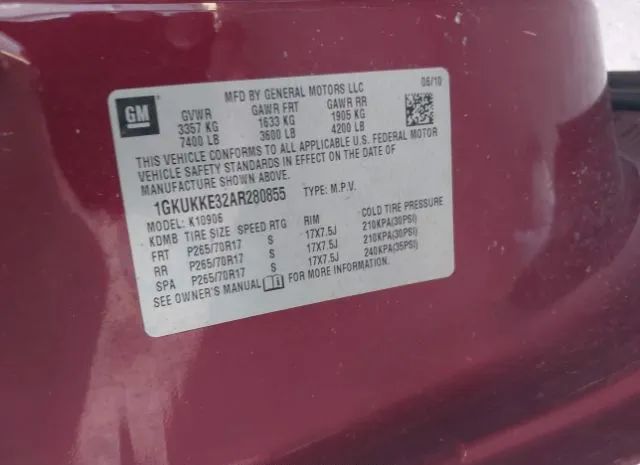 MFD BY GENERAL MOTORS LLC 06/10
GM
GVWR GAWR FRT GAWR RR
3357 KG 1633 KG 1905 KG
7400 LB 3600 LB 4200 LB
THIS VEHICLE CONFORMS TO ALL APPLICABLE U.S. FEDERAL MOTOR
VEHICLE SAFETY STANDARDS IN EFFECT ON THE DATE OF
MANUFACTURE SHOWN ABOVE.
1GKUKKE32AR280855 TYPE: M.P.V.
MODEL: K10906
KDMB TIRE SIZE SPEED RTG RIM COLD TIRE PRESSURE
FRT P265/70R17 S 17X7.5J 210KPA(30PSI)
RR P265/70R17 S 17X7.5J 210KPA(30PSI)
SPA P265/70R17 S 17X7.5J 240KPA(35PSI)
SEE OWNER'S MANUAL FOR MORE INFORMATION.